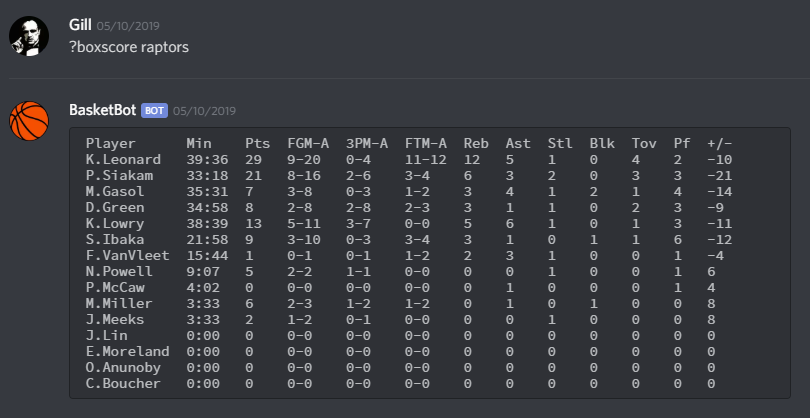 Gill 05/10/2019
?boxscore raptors
BasketBot BOT 05/10/2019
Player Min Pts FGM-A 3PM-A FTM-A Reb Ast Stl Blk Tov Pf +/-
K.Leonard 39:36 29 9-20 0-4 11-12 12 5 1 0 4 2 -10
P.Siakam 33:18 21 8-16 2-6 3-4 6 3 2 0 3 3 -21
M.Gasol 35:31 7 3-8 0-3 1-2 3 4 1 2 1 4 -14
D.Green 34:58 8 2-8 2-8 2-3 3 1 1 0 2 3 -9
K.Lowry 38:39 13 5-11 3-7 0-0 5 6 1 0 1 3 -11
S.Ibaka 21:58 9 3-10 0-3 3-4 3 1 0 1 1 6 -12
F.VanVleet 15:44 1 0-1 0-1 1-2 2 3 1 0 0 1 -4
N.Powell 9:07 5 2-2 1-1 0-0 0 0 1 0 0 1 6
P.McCaw 4:02 0 0-0 0-0 0-0 0 1 0 0 0 1 4
M.Miller 3:33 6 2-3 1-2 1-2 0 1 0 1 0 0 8
J.Meeks 3:33 2 1-2 0-1 0-0 0 0 1 0 0 0 8
J.Lin 0:00 0 0-0 0-0 0-0 0 0 0 0 0 0 0
E.Moreland 0:00 0 0-0 0-0 0-0 0 0 0 0 0 0 0
O.Anunoby 0:00 0 0-0 0-0 0-0 0 0 0 0 0 0 0
C.Boucher 0:00 0 0-0 0-0 0-0 0 0 0 0 0 0 0